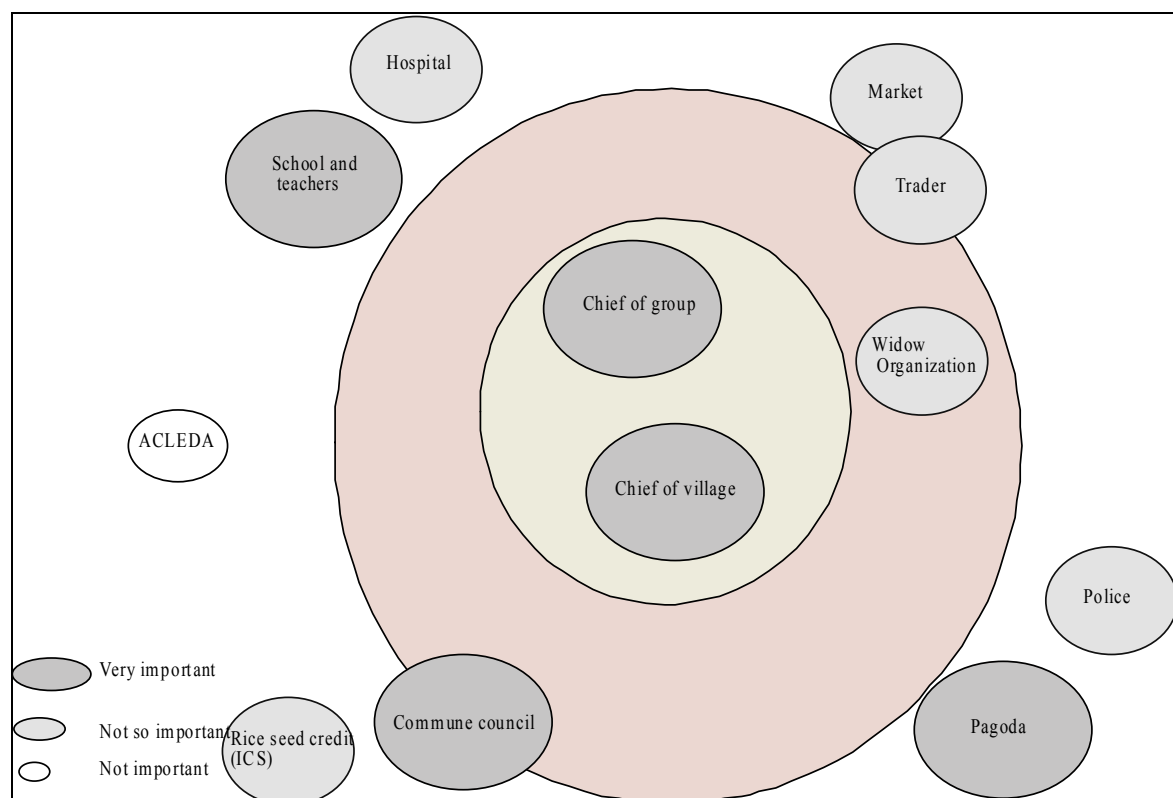 Hospital
Market
School and
teachers
Trader
Chief of group
Widow
Organization
ACLEDA
Chief of village
Police
Very important
Commune council
Pagoda
Not so important
Rice seed credit
(ICS)
Not important